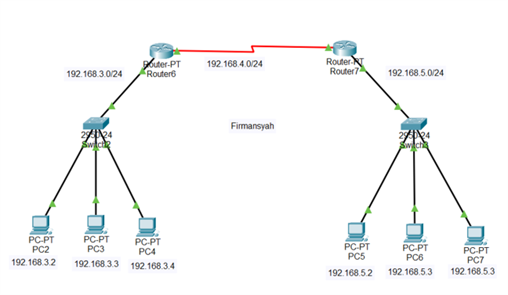 Router-PT
Router6
Router-PT
Router7
192.168.3.0/24
192.168.4.0/24
192.168.5.0/24
2950-24
Switch2
Firmansyah
2950-24
PC-PT
PC2
PC-PT
PC3
PC-PT
PC4
PC-PT
PC5
PC-PT
PC6
PC-PT
PC7
192.168.3.2
192.168.3.3
192.168.3.4
192.168.5.2
192.168.5.3
192.168.5.3